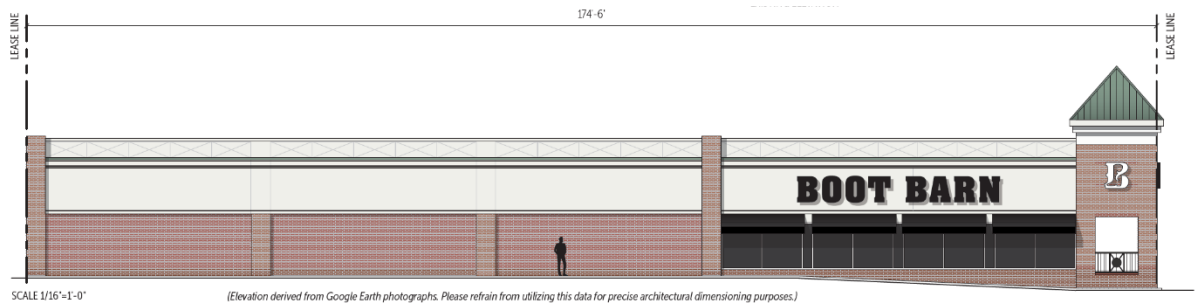 174'-6"
LEASE LINE
LEASE LINE
B
BOOT BARN
SCALE 1/16"=1'-0"
(Elevation derived from Google Earth photographs. Please refrain from utilizing this data for precise architectural dimensioning purposes.)